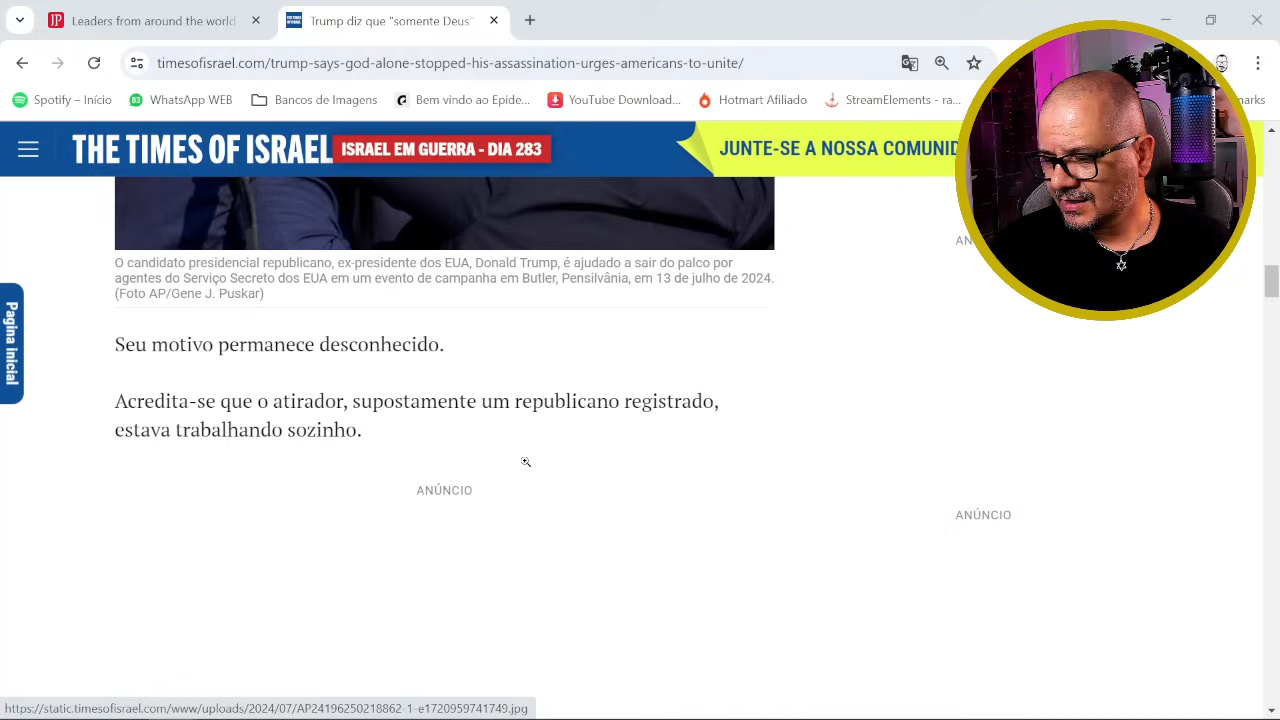 Leaders from around the world
Trump diz que "somente Deus"
timesofisrael.com/trump-says-god-alone-stopped-his-assassination-urges-americans-to-unite/
Spotify – Início
83
WhatsApp WEB
Bancos de Imagens
Bem vindo ao Epide...
YouTube Download...
Hotmart Afiliado
StreamElements - ra...
THE TIMES OF ISRAEL
ISRAEL EM GUERRA - DIA 283
JUNTE-SE A NOSSA COMUNID
O candidato presidencial republicano, ex-presidente dos EUA, Donald Trump, é ajudado a sair do palco por
agentes do Serviço Secreto dos EUA em um evento de campanha em Butler, Pensilvânia, em 13 de julho de 2024.
(Foto AP/Gene J. Puskar)
Pagina inicial
Seu motivo permanece desconhecido.
Acredita-se que o atirador, supostamente um republicano registrado,
estava trabalhando sozinho.
ANÚNCIO
ANÚNCIO
https://static.timesofisrael.com/www/uploads/2024/07/AP24196250218862-1-e1720959741749.jpg